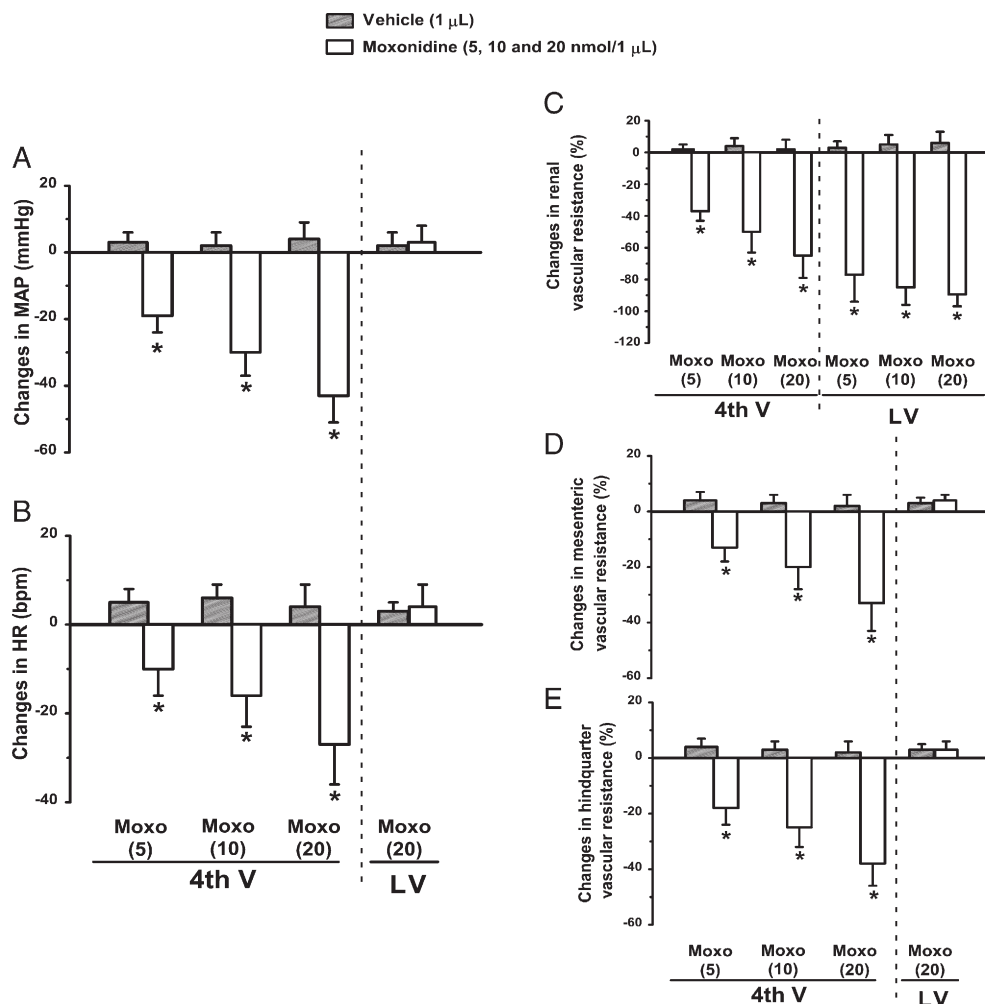 Vehicle (1 µL)
Moxonidine (5, 10 and 20 nmol/1 µL)
A
Changes in MAP (mmHg)
20
0
-20
-40
-60
*
*
*
B
Changes in HR (bpm)
20
0
-20
-40
*
*
*
Moxo Moxo Moxo Moxo
(5) (10) (20) (20)
4th V LV
C
Changes in renal
vascular resistance (%)
20
0
-20
-40
-60
-80
-100
-120
*
*
*
* * *
Moxo Moxo Moxo Moxo Moxo Moxo
(5) (10) (20) (5) (10) (20)
4th V LV
D
Changes in mesenteric
vascular resistance (%)
20
0
-20
-40
-60
*
*
*
E
Changes in hindquarter
vascular resistance (%)
20
0
-20
-40
-60
*
*
*
Moxo Moxo Moxo Moxo
(5) (10) (20) (20)
4th V LV